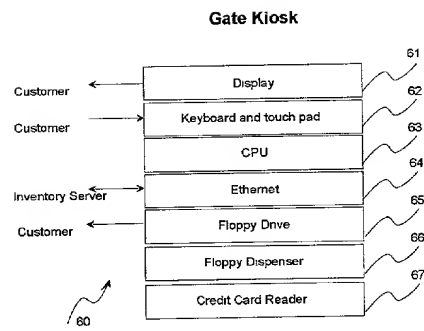 Gate Kiosk
61
Display
Customer
62
Keyboard and touch pad
Customer
63
CPU
64
Ethernet
Inventory Server
65
Floppy Drive
Customer
66
Floppy Dispenser
67
Credit Card Reader
60